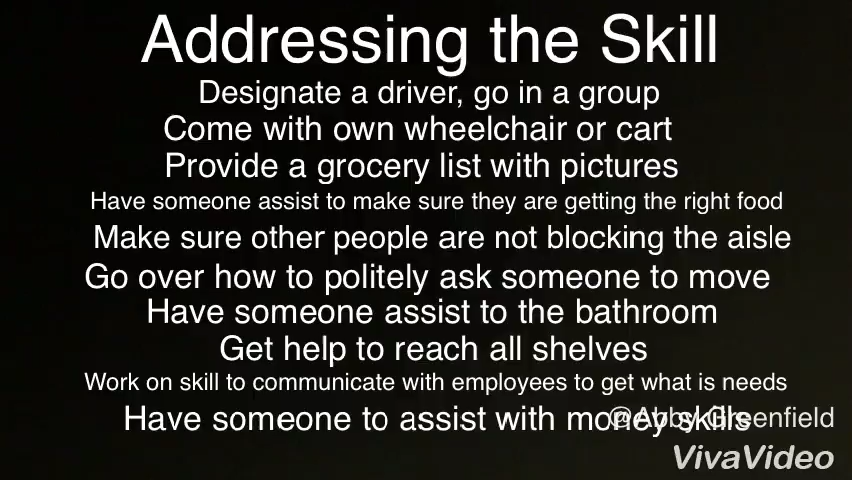 Addressing the Skill
Designate a driver, go in a group
Come with own wheelchair or cart
Provide a grocery list with pictures
Have someone assist to make sure they are getting the right food
Make sure other people are not blocking the aisle
Go over how to politely ask someone to move
Have someone assist to the bathroom
Get help to reach all shelves
Work on skill to communicate with employees to get what is needs
Have someone to assist with money skills
@Abby Greenfield
VivaVideo